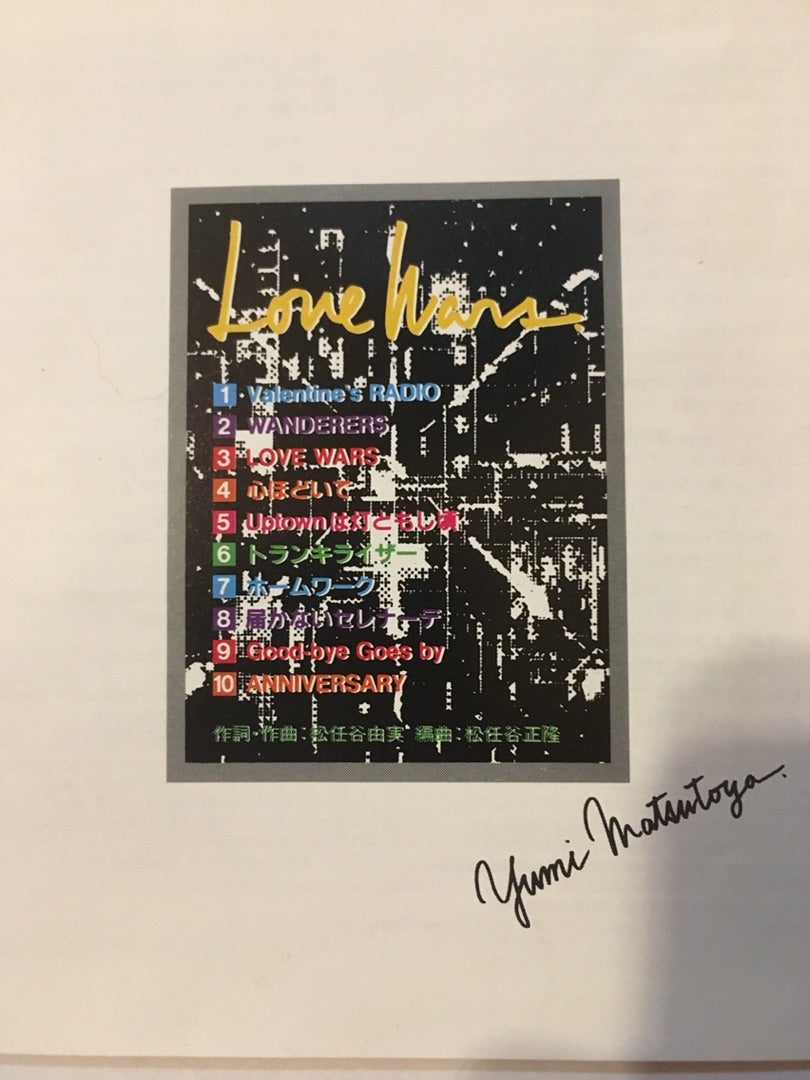 Love Wars.
1 Valentine's RADIO
2 WANDERERS
3 LOVE WARS
4 心ほどいて
5 Uptownは灯ともし頃
6 トランキライザー
7 ホームワーク
8 届かないセレナーデ
9 Good-bye Goes by
10 ANNIVERSARY
作詞・作曲:松任谷由実 編曲:松任谷正隆
Yumi Matsutoya.